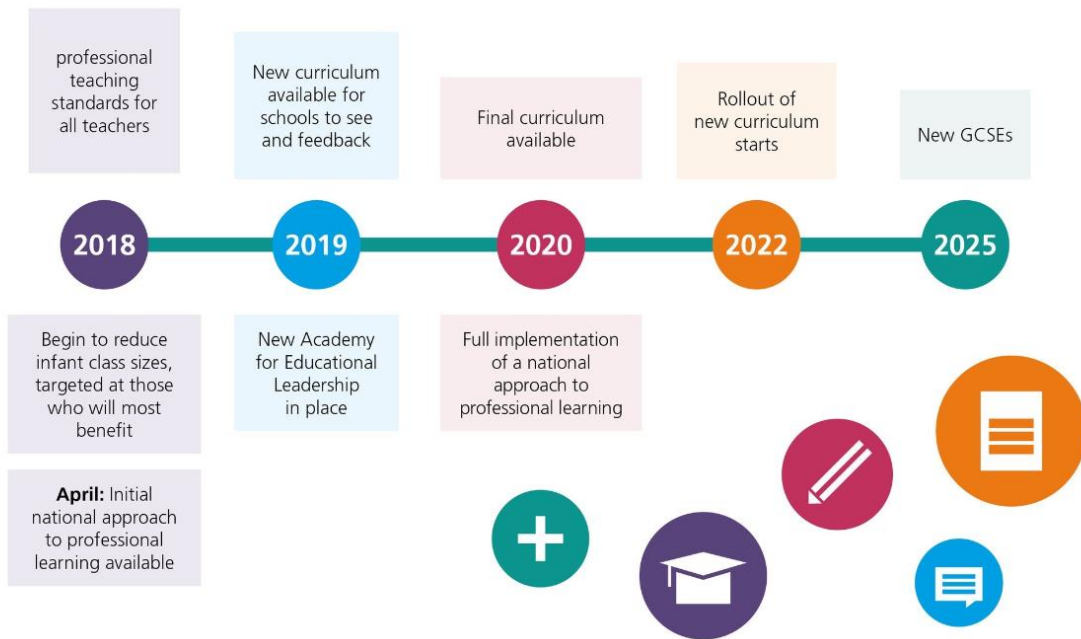 professional
teaching
standards for
all teachers
New curriculum
available for
schools to see
and feedback
Final curriculum
available
Rollout of
new curriculum
starts
New GCSEs
2018
2019
2020
2022
2025
Begin to reduce
infant class sizes,
targeted at those
who will most
benefit
New Academy
for Educational
Leadership
in place
Full implementation
of a national
approach to
professional learning
April: Initial
national approach
to professional
learning available